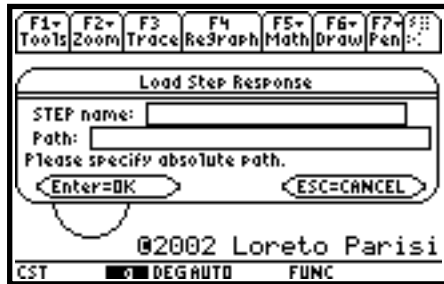 F1▾ F2▾ F3 F4 F5▾ F6▾ F7▾
Tools Zoom Trace ReGraph Math Draw Pen
Load Step Response
STEP name:
Path:
Please specify absolute path.
Enter=OK ESC=CANCEL
@2002 Loreto Parisi
CST DEG AUTO FUNC